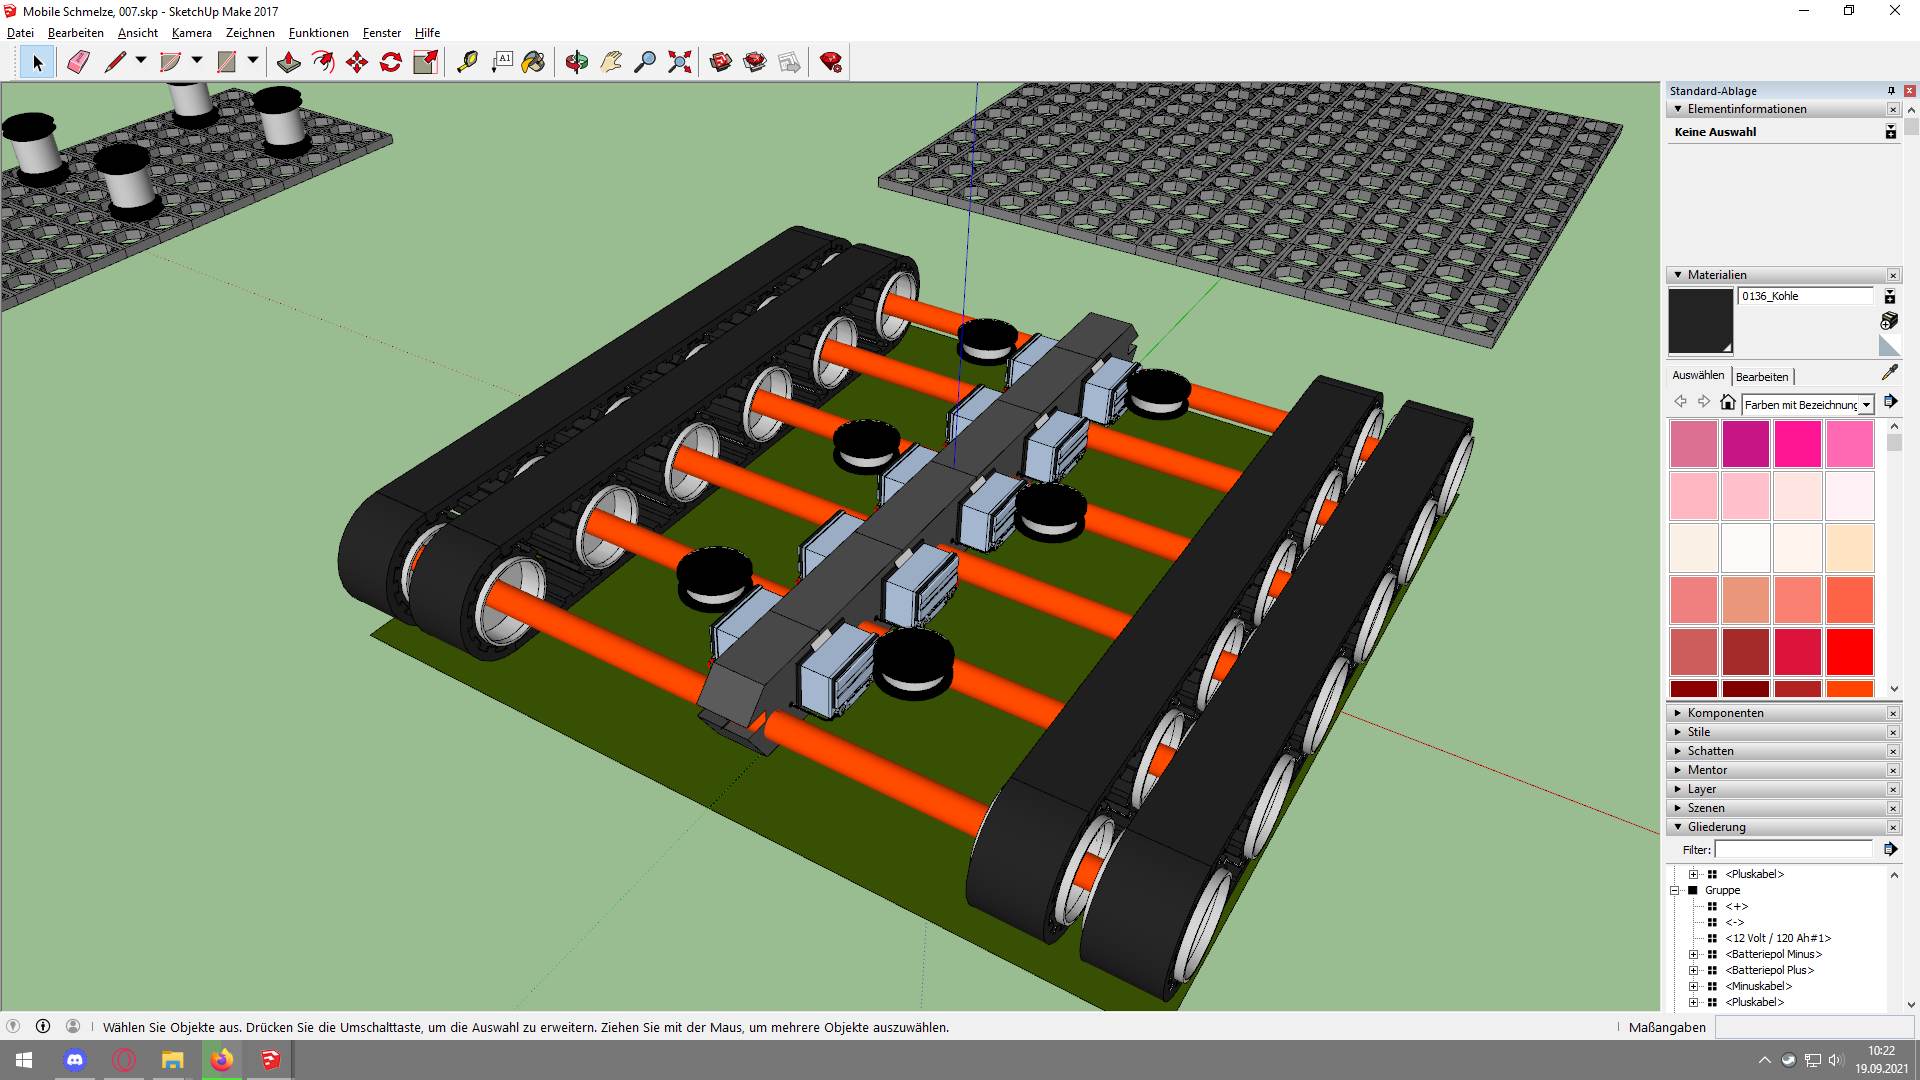 Mobile Schmelze, 007.skp - SketchUp Make 2017
Datei Bearbeiten Ansicht Kamera Zeichnen Funktionen Fenster Hilfe
A1
Standard-Ablage
Elementinformationen
Keine Auswahl
Materialien
0136_Kohle
Auswählen Bearbeiten
Farben mit Bezeichnung
Komponenten
Stile
Schatten
Mentor
Layer
Szenen
Gliederung
Filter:
<Pluskabel>
Gruppe
<+>
<->
<12 Volt / 120 Ah#1>
<Batteriepol Minus>
<Batteriepol Plus>
<Minuskabel>
<Pluskabel>
Wählen Sie Objekte aus. Drücken Sie die Umschalttaste, um die Auswahl zu erweitern. Ziehen Sie mit der Maus, um mehrere Objekte auszuwählen.
Maßangaben
10:22
19.09.2021